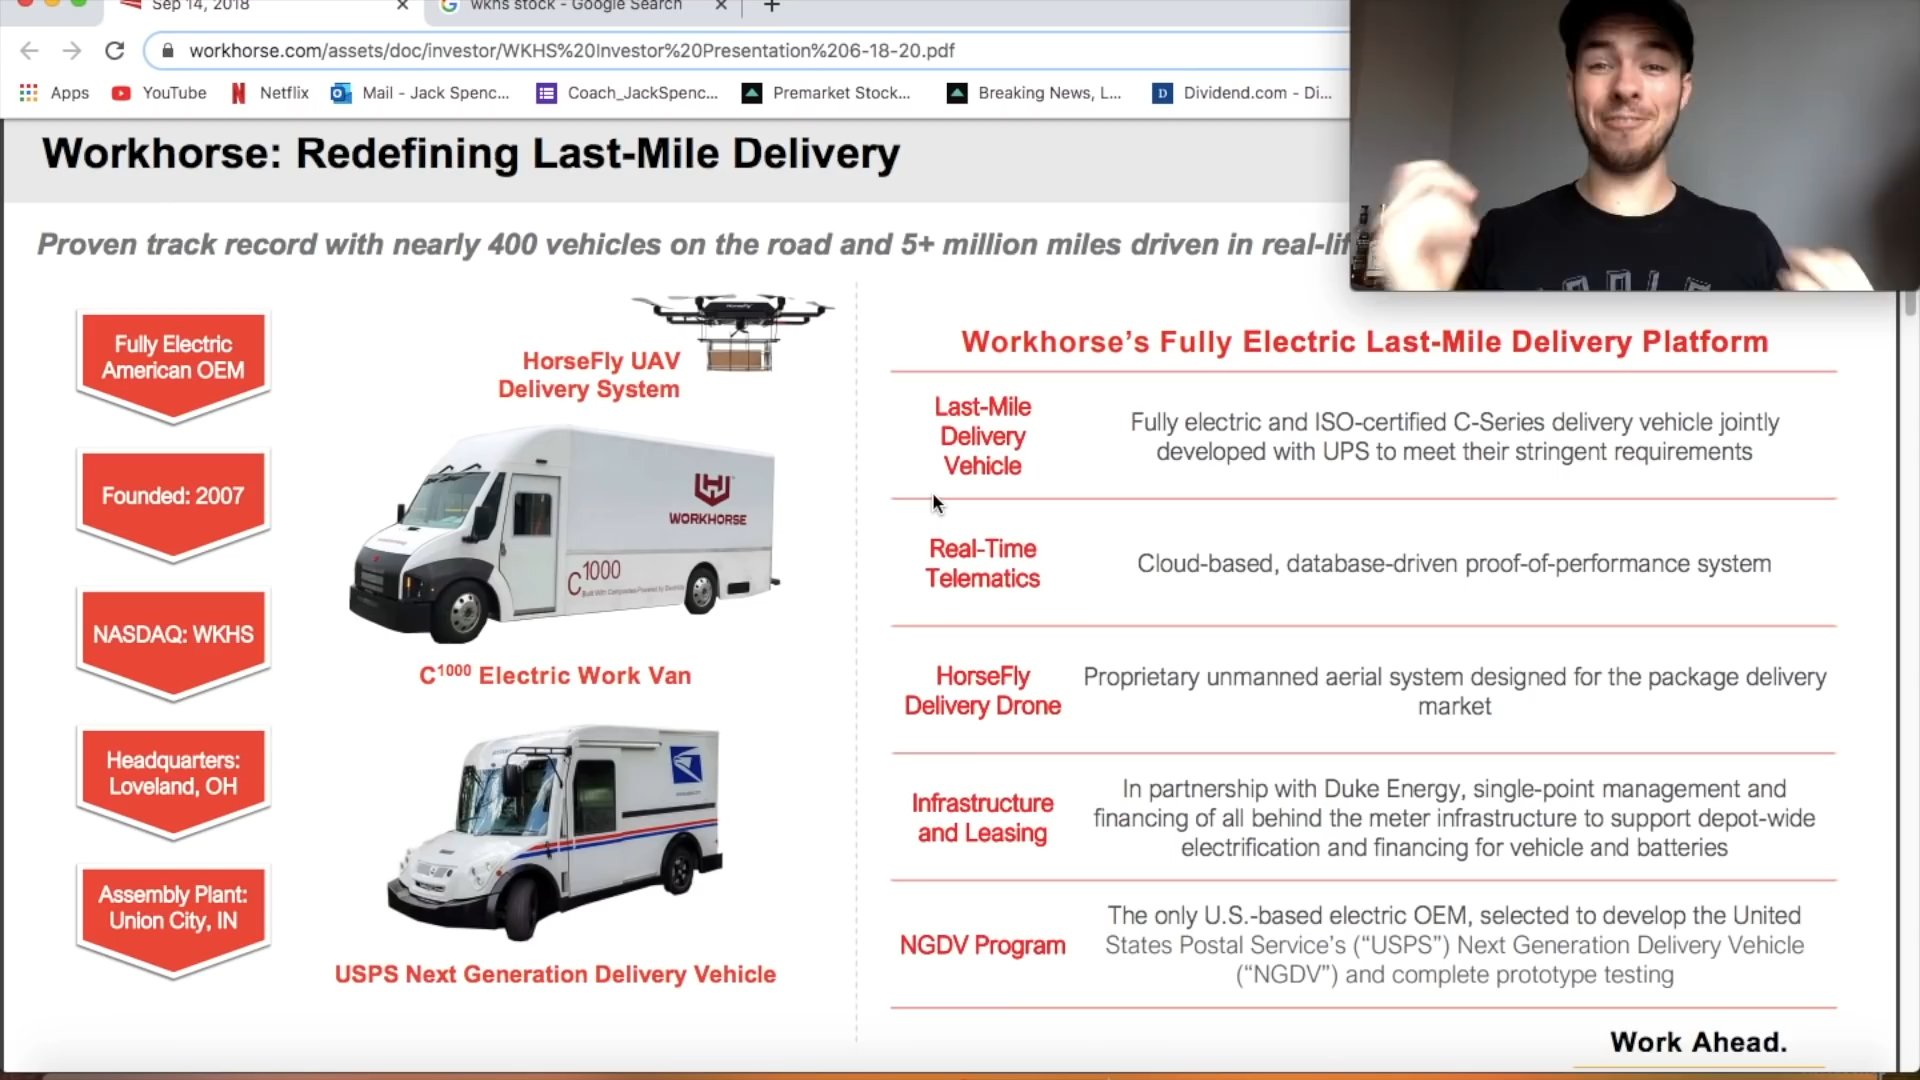 Sep 14, 2018
wkhs stock - Google Search
workhorse.com/assets/doc/investor/WKHS%20Investor%20Presentation%206-18-20.pdf
Apps
YouTube
Netflix
Mail - Jack Spenc...
Coach_JackSpenc...
Premarket Stock...
Breaking News, L...
D
Dividend.com - Di...
Workhorse: Redefining Last-Mile Delivery
Proven track record with nearly 400 vehicles on the road and 5+ million miles driven in real-lif
Fully Electric
American OEM
Founded: 2007
NASDAQ: WKHS
Headquarters:
Loveland, OH
Assembly Plant:
Union City, IN
HorseFly UAV
Delivery System
WORKHORSE
C1000
C1000 Electric Work Van
USPS Next Generation Delivery Vehicle
Workhorse's Fully Electric Last-Mile Delivery Platform
Last-Mile
Delivery
Vehicle
Fully electric and ISO-certified C-Series delivery vehicle jointly
developed with UPS to meet their stringent requirements
Real-Time
Telematics
Cloud-based, database-driven proof-of-performance system
HorseFly
Delivery Drone
Proprietary unmanned aerial system designed for the package delivery
market
Infrastructure
and Leasing
In partnership with Duke Energy, single-point management and
financing of all behind the meter infrastructure to support depot-wide
electrification and financing for vehicle and batteries
NGDV Program
The only U.S.-based electric OEM, selected to develop the United
States Postal Service's ("USPS") Next Generation Delivery Vehicle
("NGDV") and complete prototype testing
Work Ahead.